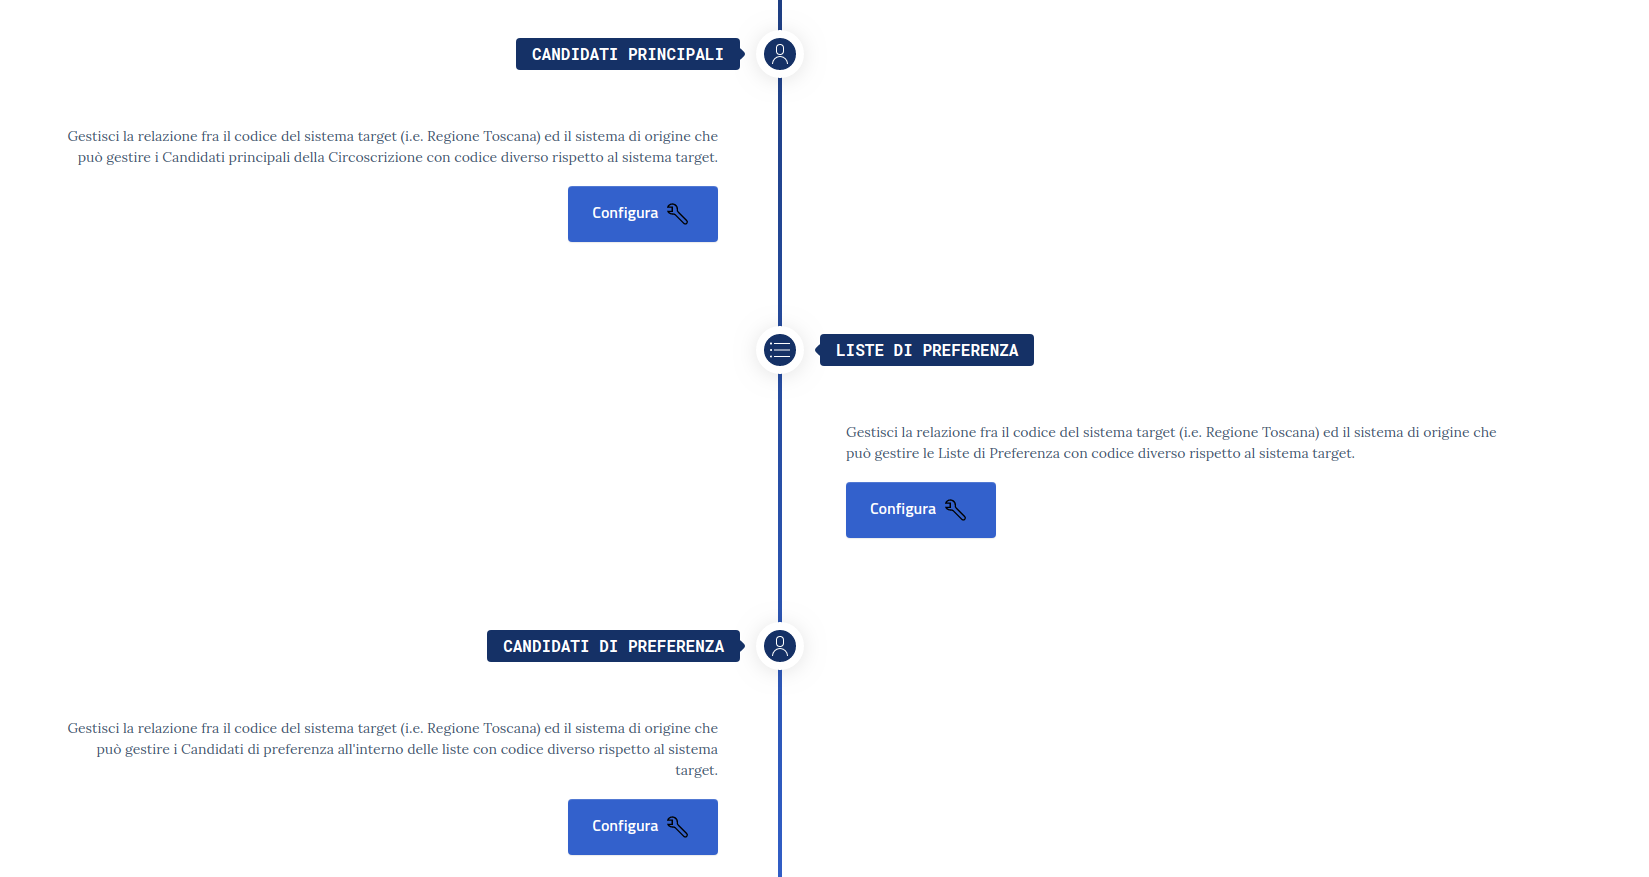 CANDIDATI PRINCIPALI
Gestisci la relazione fra il codice del sistema target (i.e. Regione Toscana) ed il sistema di origine che
può gestire i Candidati principali della Circoscrizione con codice diverso rispetto al sistema target.
Configura
LISTE DI PREFERENZA
Gestisci la relazione fra il codice del sistema target (i.e. Regione Toscana) ed il sistema di origine che
può gestire le Liste di Preferenza con codice diverso rispetto al sistema target.
Configura
CANDIDATI DI PREFERENZA
Gestisci la relazione fra il codice del sistema target (i.e. Regione Toscana) ed il sistema di origine che
può gestire i Candidati di preferenza all'interno delle liste con codice diverso rispetto al sistema
target.
Configura